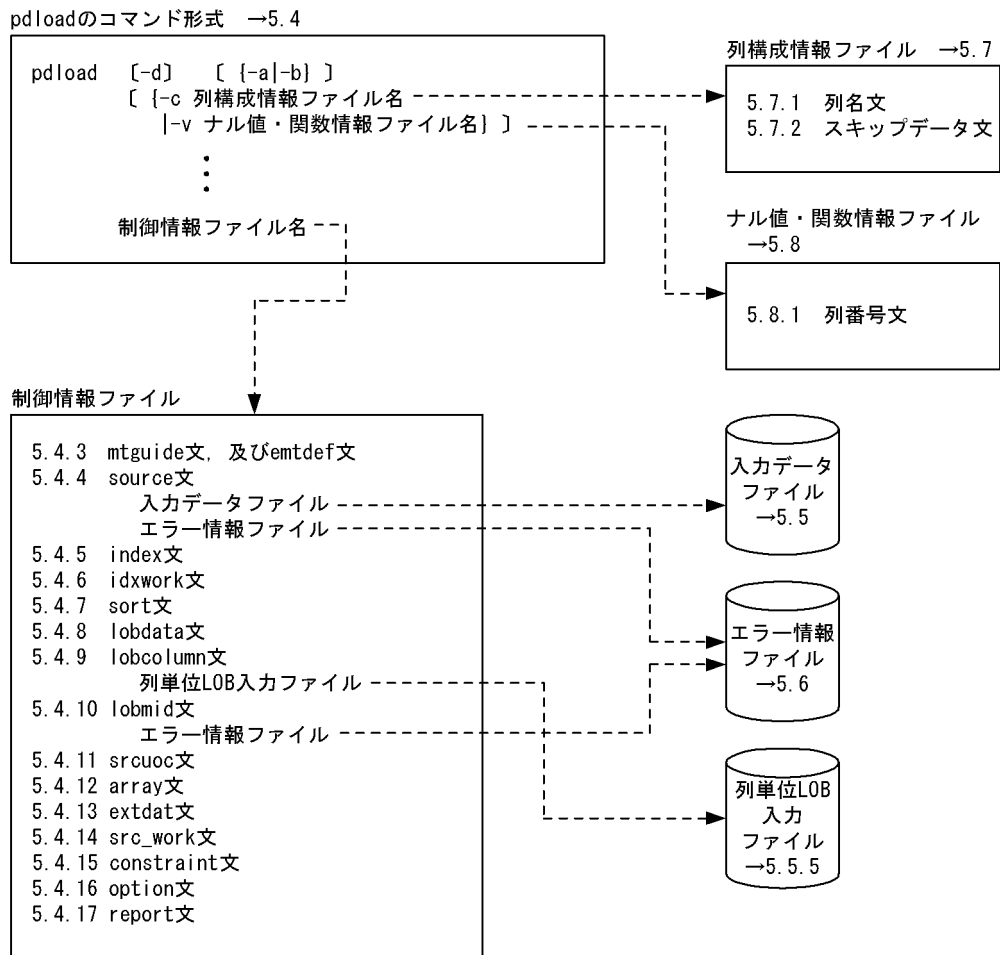 pdloadのコマンド形式 →5.4
pdload 〔-d〕 〔 {-a|-b} 〕
〔 {-c 列構成情報ファイル名
|-v ナル値・関数情報ファイル名} 〕
制御情報ファイル名
列構成情報ファイル →5.7
5.7.1 列名文
5.7.2 スキップデータ文
ナル値・関数情報ファイル
→5.8
5.8.1 列番号文
制御情報ファイル
5.4.3 mtguide文, 及びemtdef文
5.4.4 source文
入力データファイル
エラー情報ファイル
5.4.5 index文
5.4.6 idxwork文
5.4.7 sort文
5.4.8 lobdata文
5.4.9 lobcolumn文
列単位LOB入力ファイル
5.4.10 lobmid文
エラー情報ファイル
5.4.11 srcuoc文
5.4.12 array文
5.4.13 extdat文
5.4.14 src_work文
5.4.15 constraint文
5.4.16 option文
5.4.17 report文
入力データ
ファイル
→5.5
エラー情報
ファイル
→5.6
列単位LOB
入力
ファイル
→5.5.5